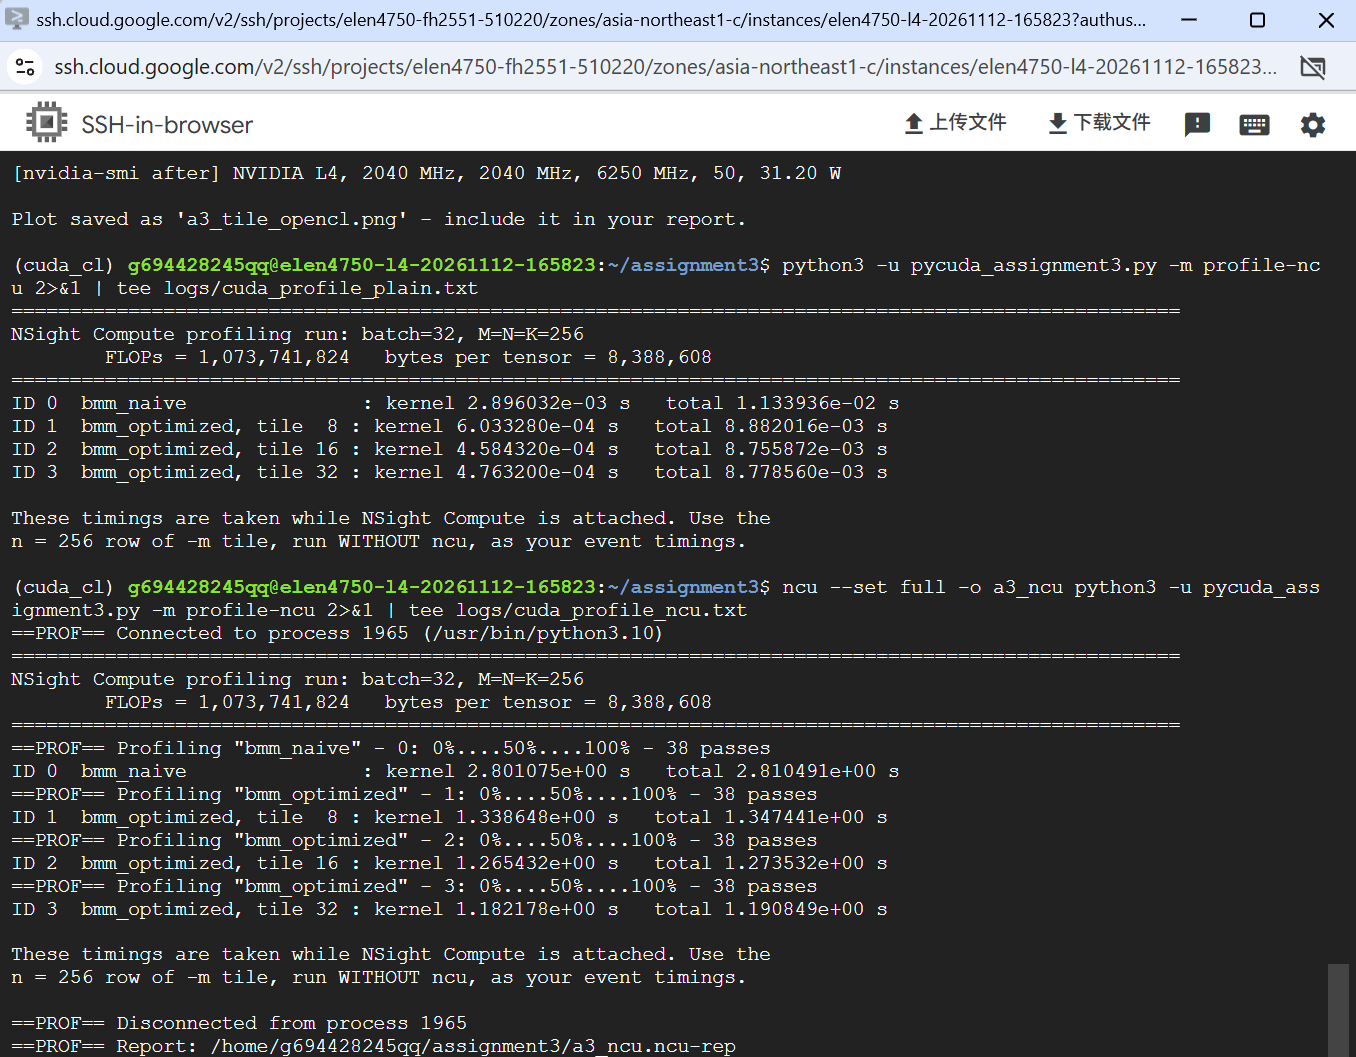 ssh.cloud.google.com/v2/ssh/projects/elen4750-fh2551-510220/zones/asia-northeast1-c/instances/elen4750-l4-20261112-165823?authus...
ssh.cloud.google.com/v2/ssh/projects/elen4750-fh2551-510220/zones/asia-northeast1-c/instances/elen4750-l4-20261112-165823...
SSH-in-browser
上传文件
下载文件
[nvidia-smi after] NVIDIA L4, 2040 MHz, 2040 MHz, 6250 MHz, 50, 31.20 W
Plot saved as 'a3_tile_opencl.png' - include it in your report.
(cuda_cl) g694428245qq@elen4750-l4-20261112-165823:~/assignment3$ python3 -u pycuda_assignment3.py -m profile-nc
u 2>&1 | tee logs/cuda_profile_plain.txt
====================================================================================================
NSight Compute profiling run: batch=32, M=N=K=256
        FLOPs = 1,073,741,824   bytes per tensor = 8,388,608
====================================================================================================
ID 0  bmm_naive               : kernel 2.896032e-03 s   total 1.133936e-02 s
ID 1  bmm_optimized, tile  8 : kernel 6.033280e-04 s   total 8.882016e-03 s
ID 2  bmm_optimized, tile 16 : kernel 4.584320e-04 s   total 8.755872e-03 s
ID 3  bmm_optimized, tile 32 : kernel 4.763200e-04 s   total 8.778560e-03 s
These timings are taken while NSight Compute is attached. Use the
n = 256 row of -m tile, run WITHOUT ncu, as your event timings.
(cuda_cl) g694428245qq@elen4750-l4-20261112-165823:~/assignment3$ ncu --set full -o a3_ncu python3 -u pycuda_ass
ignment3.py -m profile-ncu 2>&1 | tee logs/cuda_profile_ncu.txt
==PROF== Connected to process 1965 (/usr/bin/python3.10)
====================================================================================================
NSight Compute profiling run: batch=32, M=N=K=256
        FLOPs = 1,073,741,824   bytes per tensor = 8,388,608
====================================================================================================
==PROF== Profiling "bmm_naive" - 0: 0%....50%....100% - 38 passes
ID 0  bmm_naive               : kernel 2.801075e+00 s   total 2.810491e+00 s
==PROF== Profiling "bmm_optimized" - 1: 0%....50%....100% - 38 passes
ID 1  bmm_optimized, tile  8 : kernel 1.338648e+00 s   total 1.347441e+00 s
==PROF== Profiling "bmm_optimized" - 2: 0%....50%....100% - 38 passes
ID 2  bmm_optimized, tile 16 : kernel 1.265432e+00 s   total 1.273532e+00 s
==PROF== Profiling "bmm_optimized" - 3: 0%....50%....100% - 38 passes
ID 3  bmm_optimized, tile 32 : kernel 1.182178e+00 s   total 1.190849e+00 s
These timings are taken while NSight Compute is attached. Use the
n = 256 row of -m tile, run WITHOUT ncu, as your event timings.
==PROF== Disconnected from process 1965
==PROF== Report: /home/g694428245qq/assignment3/a3_ncu.ncu-rep